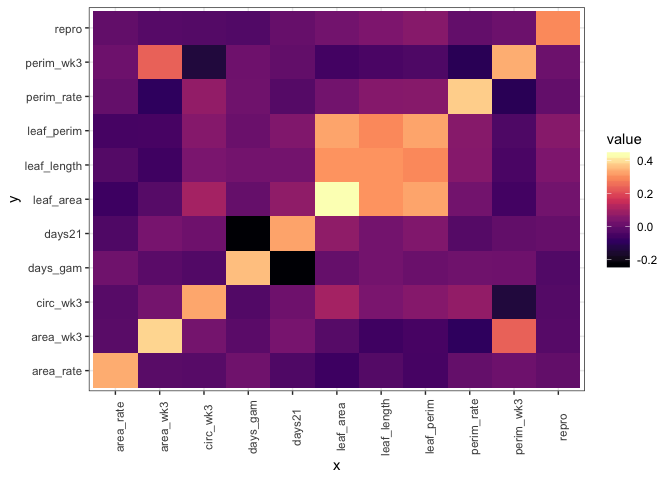 repro
perim_wk3
perim_rate
leaf_perim
leaf_length
leaf_area
days21
days_gam
circ_wk3
area_wk3
area_rate
y
area_rate
area_wk3
circ_wk3
days_gam
days21
leaf_area
leaf_length
leaf_perim
perim_rate
perim_wk3
repro
x
value
0.4
0.2
0.0
-0.2